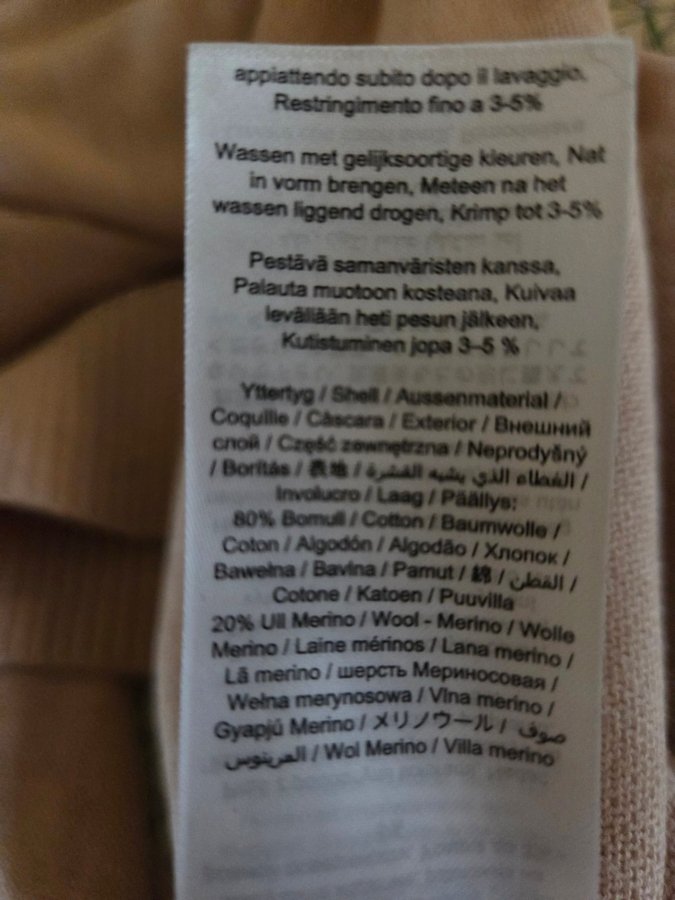 appiattendo subito dopo il lavaggio,
Restringimento fino a 3-5%
Wassen met gelijksoortige kleuren, Nat
in vorm brengen, Meteen na het
wassen liggend drogen, Krimp tot 3-5%
Pestävä samanväristen kanssa,
Palauta muotoon kosteana, Kuivaa
levällään heti pesun jälkeen,
Kutistuminen jopa 3–5 %
Yttertyg / Shell / Aussenmaterial /
Coquille / Cáscara / Exterior / Внешний
слой / Część zewnętrzna / Neprodyšný
/ Borítás / 表地 / الغطاء الذي يشبه القشرة /
Involucro / Laag / Päällys:
80% Bomull / Cotton / Baumwolle /
Coton / Algodón / Algodão / Хлопок /
Bawełna / Bavlna / Pamut / 綿 / القطن /
Cotone / Katoen / Puuvilla
20% Ull Merino / Wool - Merino / Wolle
Merino / Laine mérinos / Lana merino /
Lã merino / шерсть Мериносовая /
Wełna merynosowa / Vlna merino /
Gyapjú Merino / メリノウール / صوف
المرينوس / Wol Merino / Villa merino